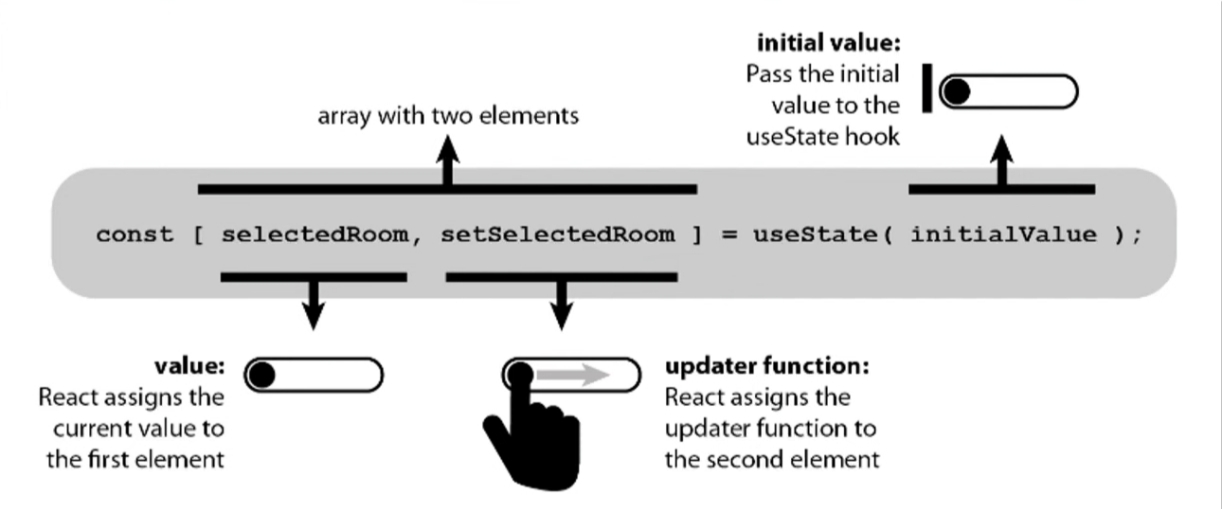 initial value:
Pass the initial
value to the
useState hook
array with two elements
const [ selectedRoom, setSelectedRoom ] = useState( initialValue );
value:
React assigns the
current value to
the first element
updater function:
React assigns the
updater function to
the second element